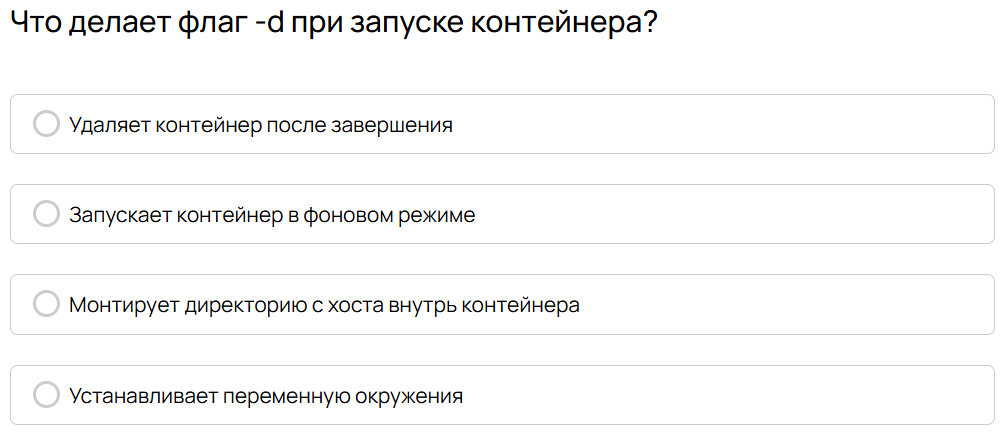 Что делает флаг -d при запуске контейнера?
Удаляет контейнер после завершения
Запускает контейнер в фоновом режиме
Монтирует директорию с хоста внутрь контейнера
Устанавливает переменную окружения